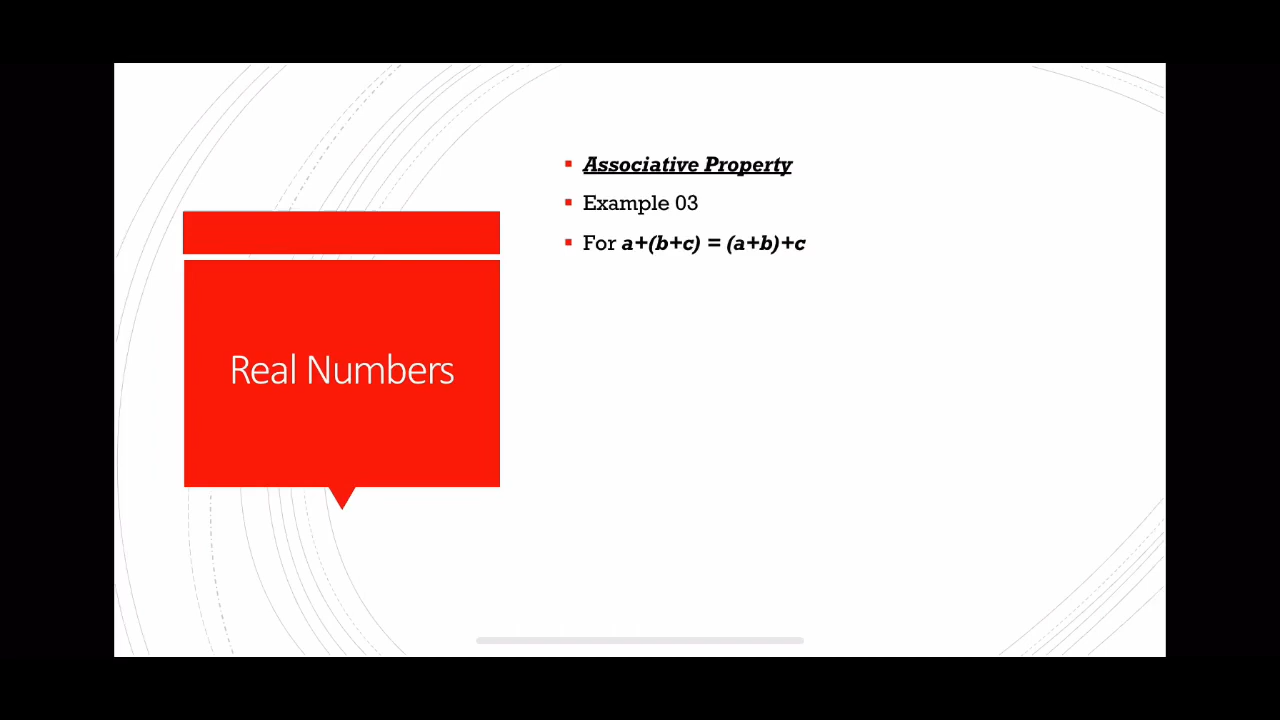 Associative Property
Example 03
For a+(b+c) = (a+b)+c
Real Numbers